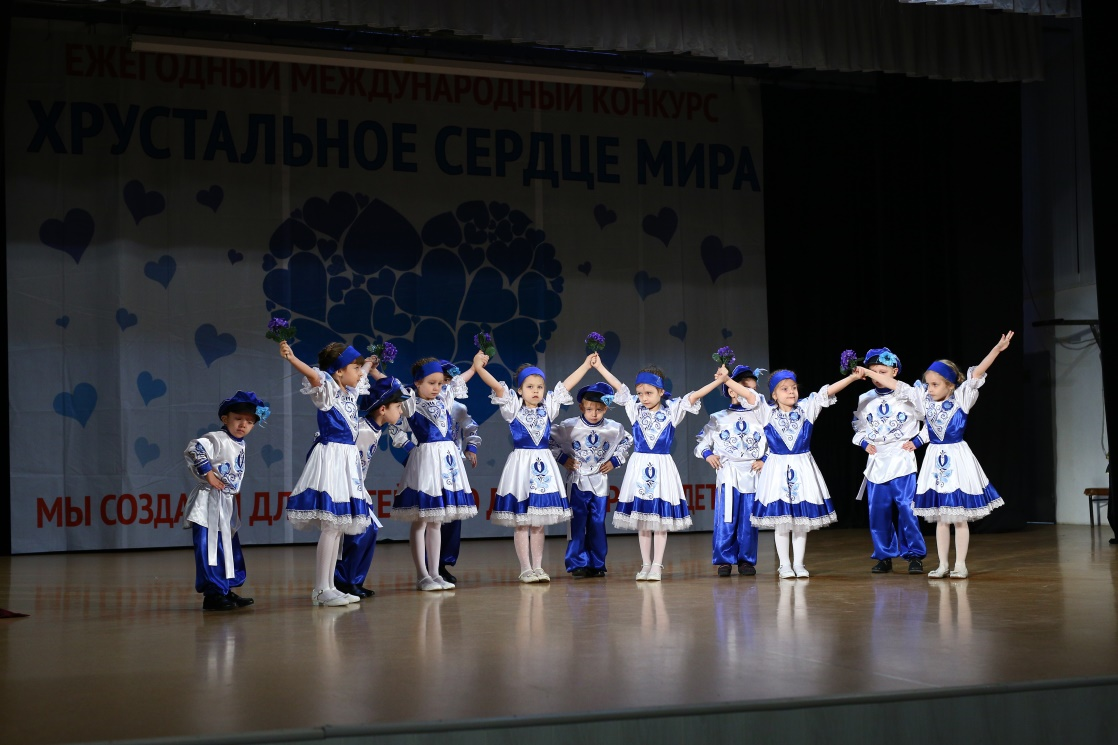 ЕЖЕГОДНЫЙ МЕЖДУНАРОДНЫЙ КОНКУРС
ХРУСТАЛЬНОЕ СЕРДЦЕ МИРА
МЫ СОЗДА